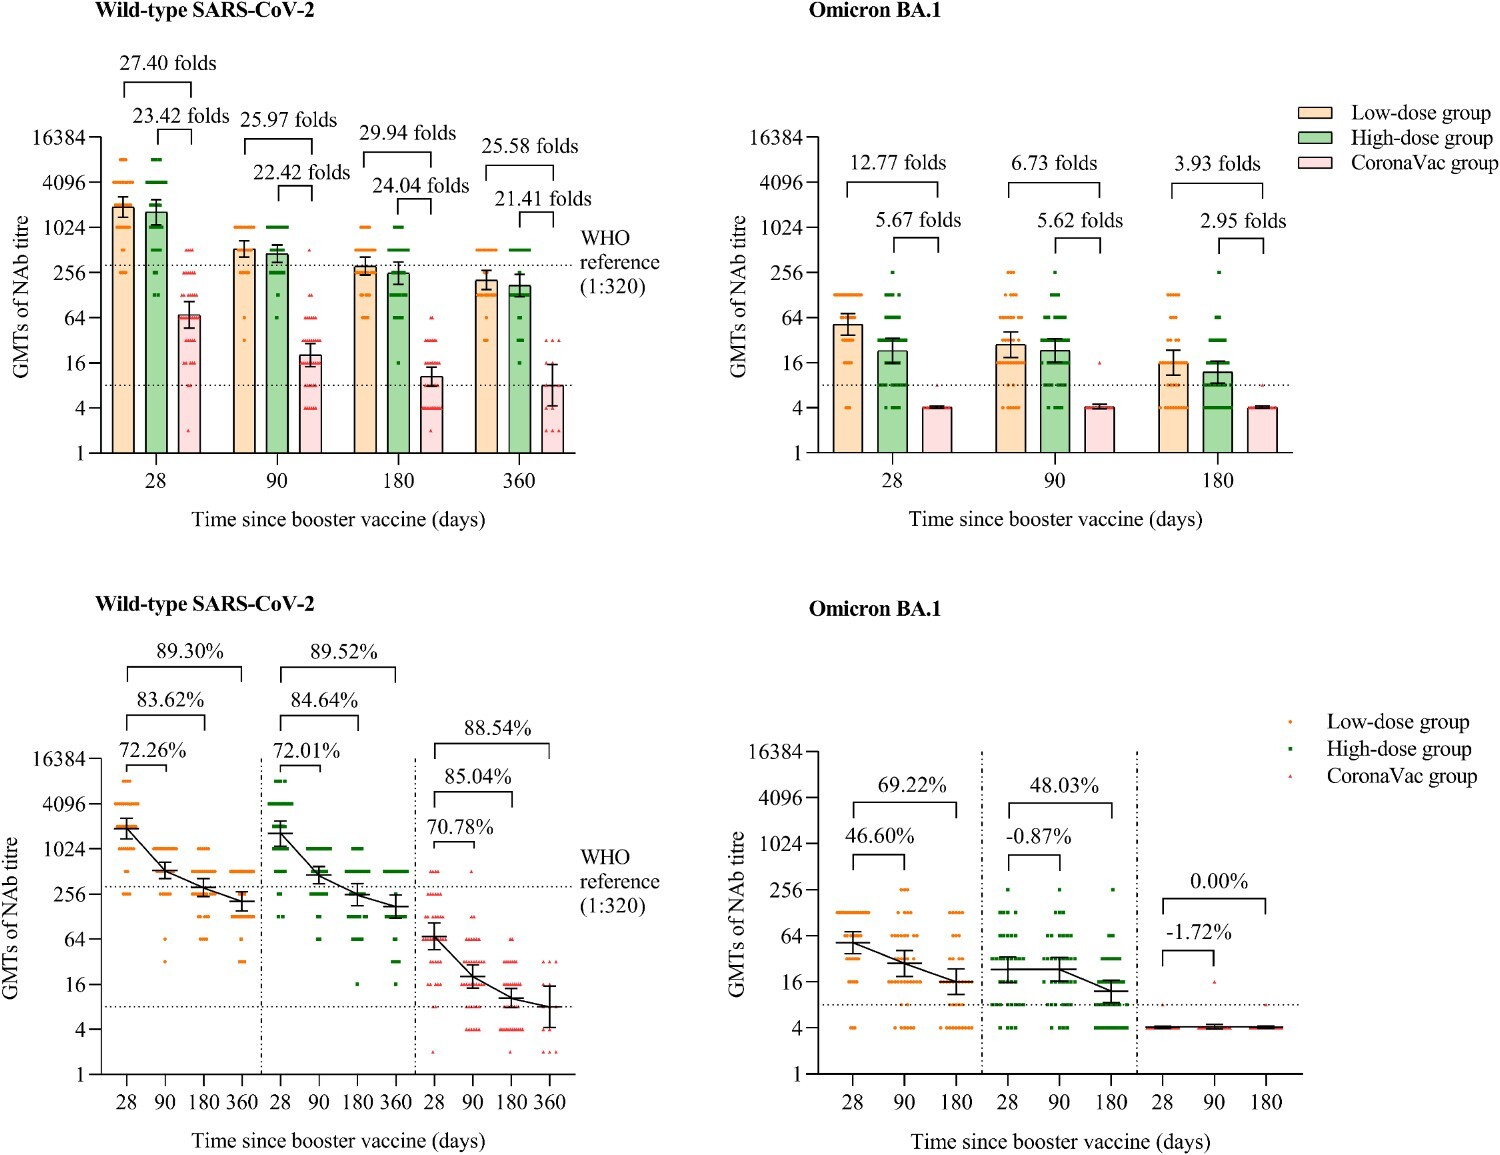 Wild-type SARS-CoV-2
27.40 folds
23.42 folds
25.97 folds
22.42 folds
29.94 folds
24.04 folds
25.58 folds
21.41 folds
16384
4096
1024
256
64
16
4
1
GMTs of NAb titre
WHO
reference
(1:320)
28 90 180 360
Time since booster vaccine (days)
Omicron BA.1
12.77 folds
5.67 folds
6.73 folds
5.62 folds
3.93 folds
2.95 folds
16384
4096
1024
256
64
16
4
1
GMTs of NAb titre
28 90 180
Time since booster vaccine (days)
Low-dose group
High-dose group
CoronaVac group
Wild-type SARS-CoV-2
89.30%
83.62%
72.26%
89.52%
84.64%
72.01%
88.54%
85.04%
70.78%
16384
4096
1024
256
64
16
4
1
GMTs of NAb titre
WHO
reference
(1:320)
28 90 180 360 28 90 180 360 28 90 180 360
Time since booster vaccine (days)
Omicron BA.1
69.22%
46.60%
48.03%
-0.87%
0.00%
-1.72%
16384
4096
1024
256
64
16
4
1
GMTs of NAb titre
28 90 180 28 90 180 28 90 180
Time since booster vaccine (days)
Low-dose group
High-dose group
CoronaVac group